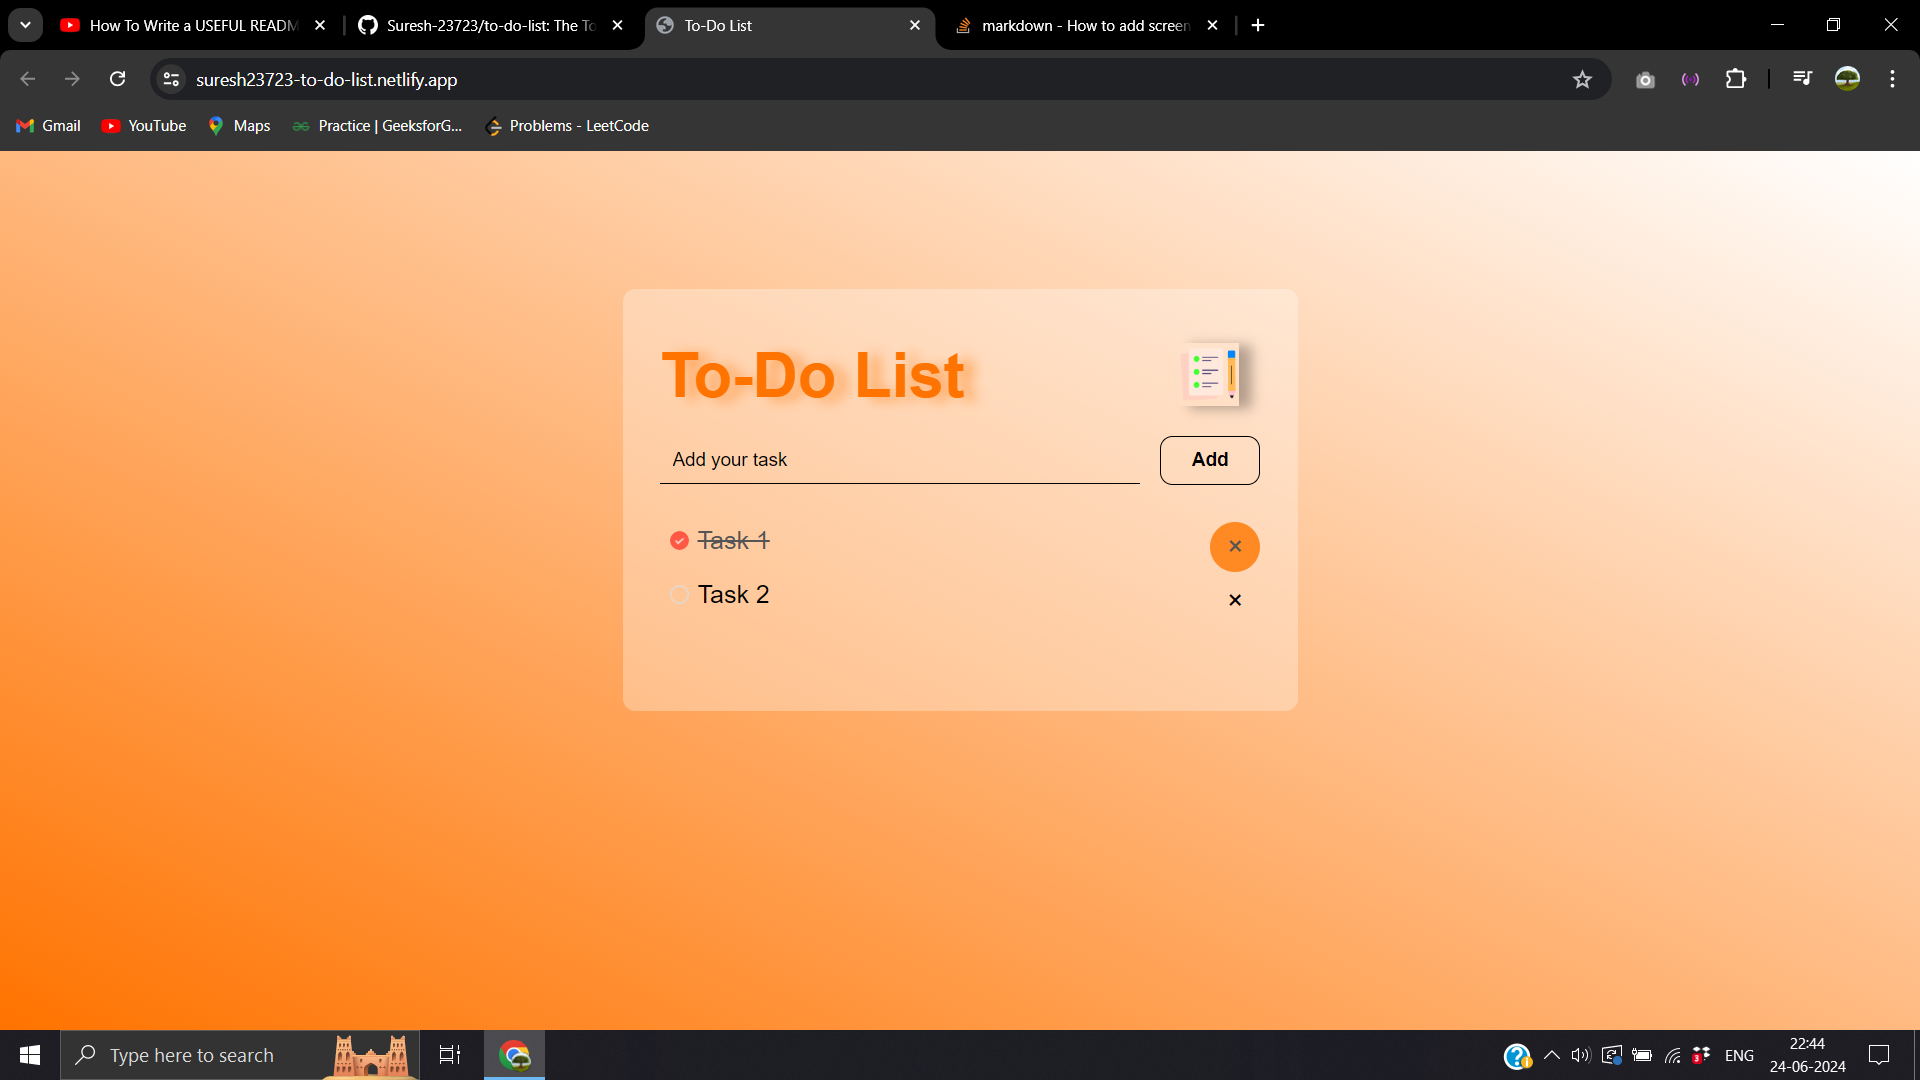 How To Write a USEFUL READM
Suresh-23723/to-do-list: The To
To-Do List
markdown - How to add screen
suresh23723-to-do-list.netlify.app
Gmail
YouTube
Maps
Practice | GeeksforG...
Problems - LeetCode
To-Do List
Add your task
Add
Task 1
Task 2
Type here to search
3
ENG
22:44
24-06-2024